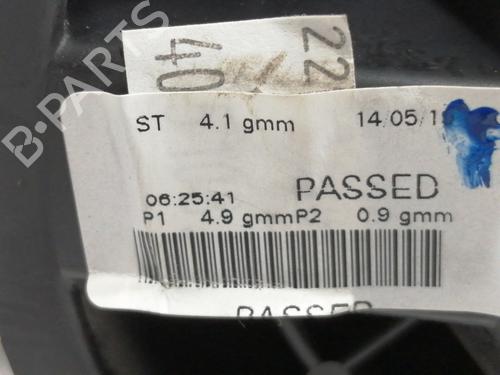 22
40
ST 4.1 gmm 14/05/1
06:25:41 PASSED
P1 4.9 gmmP2 0.9 gmm
PASSED
B-PARTS